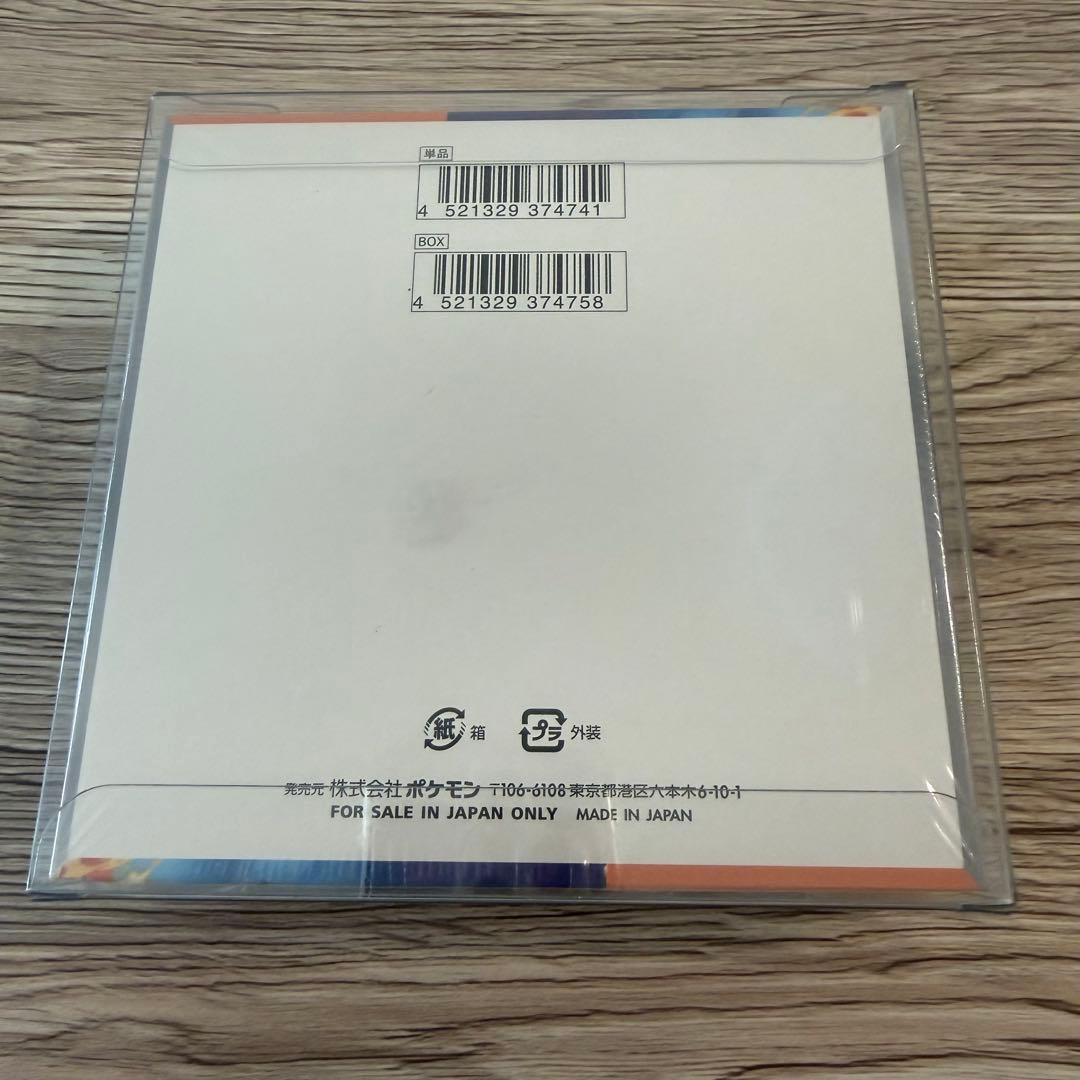 単品
4 521329 374741
BOX
4 521329 374758
紙 箱 プラ 外装
発売元 株式会社 ポケモン 〒106-6108 東京都港区六本木6-10-1
FOR SALE IN JAPAN ONLY MADE IN JAPAN